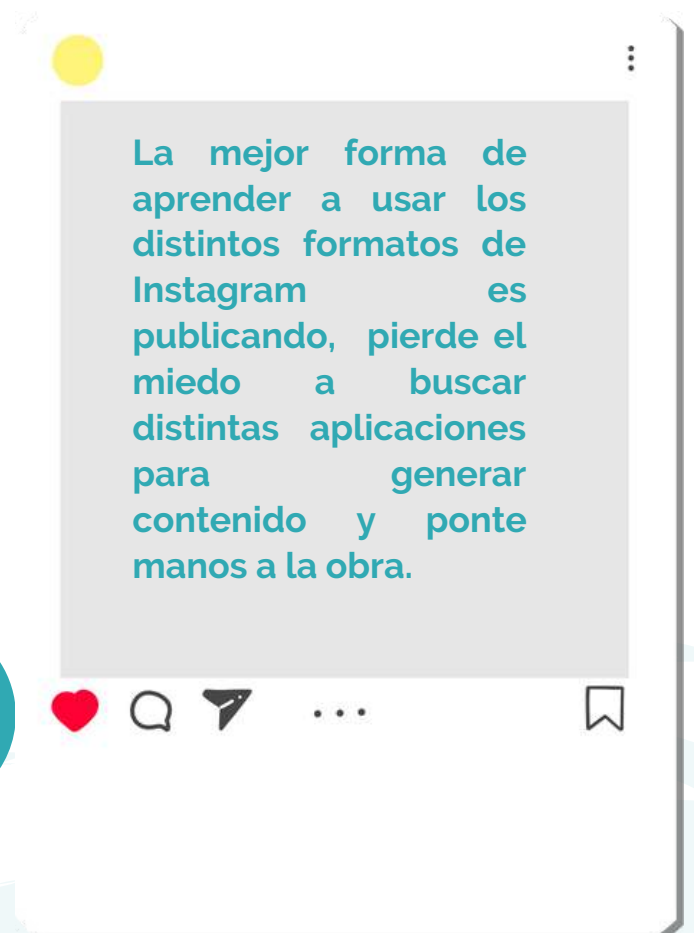 La mejor forma de
aprender a usar los
distintos formatos de
Instagram es
publicando, pierde el
miedo a buscar
distintas aplicaciones
para generar
contenido y ponte
manos a la obra.